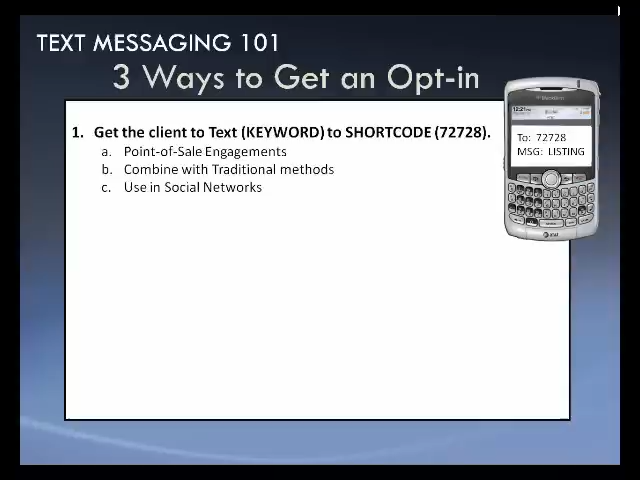 TEXT MESSAGING 101
3 Ways to Get an Opt-in
1. Get the client to Text (KEYWORD) to SHORTCODE (72728).
a. Point-of-Sale Engagements
b. Combine with Traditional methods
c. Use in Social Networks
To: 72728
MSG: LISTING
at&t